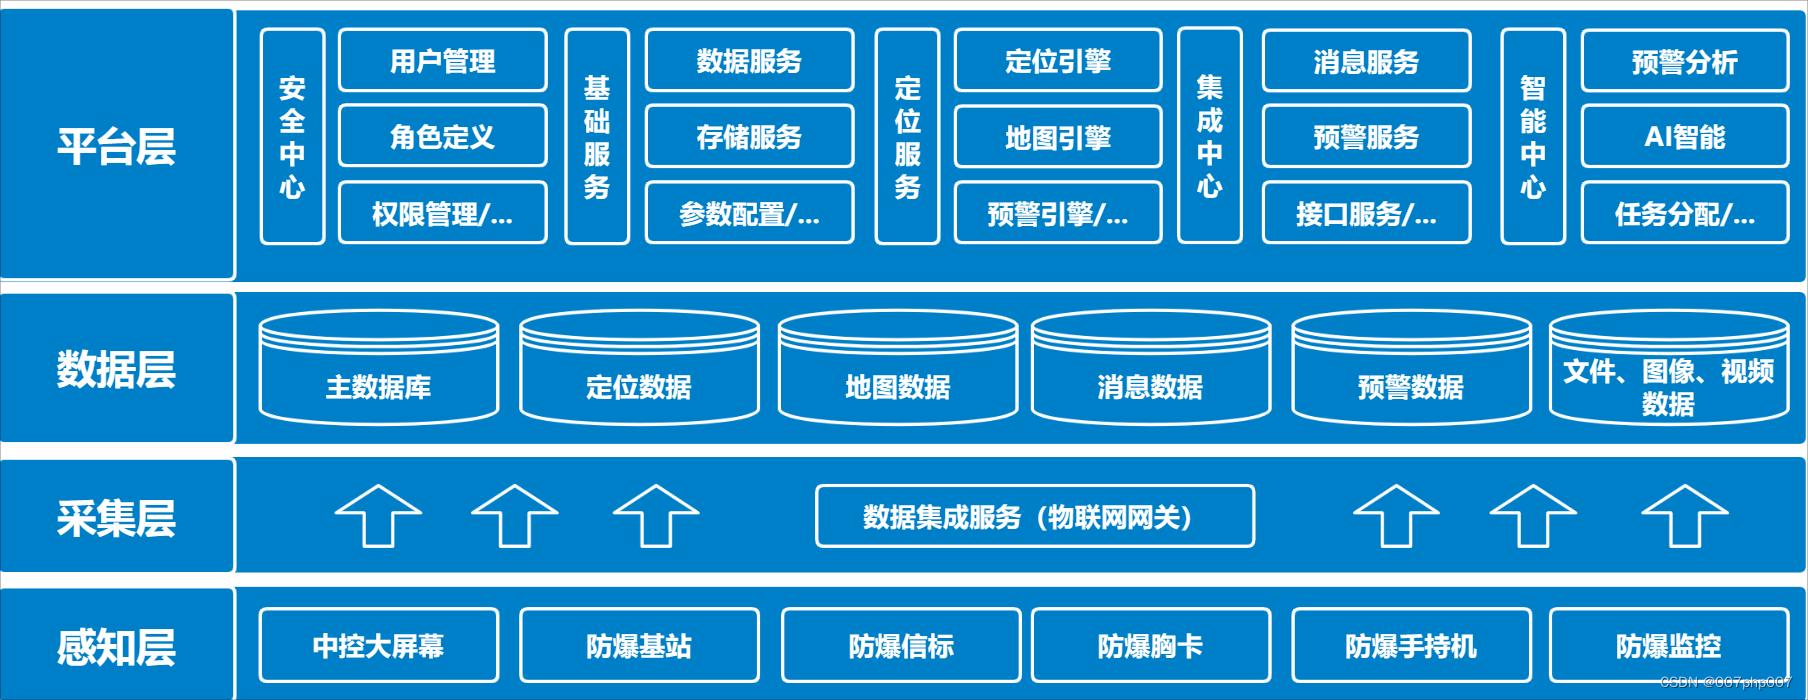 平台层
安全中心
用户管理
角色定义
权限管理/...
基础服务
数据服务
存储服务
参数配置/...
定位服务
定位引擎
地图引擎
预警引擎/...
集成中心
消息服务
预警服务
接口服务/...
智能中心
预警分析
AI智能
任务分配/...
数据层
主数据库
定位数据
地图数据
消息数据
预警数据
文件、图像、视频
数据
采集层
数据集成服务（物联网网关）
感知层
中控大屏幕
防爆基站
防爆信标
防爆胸卡
防爆手持机
防爆监控
CSDN @007php007